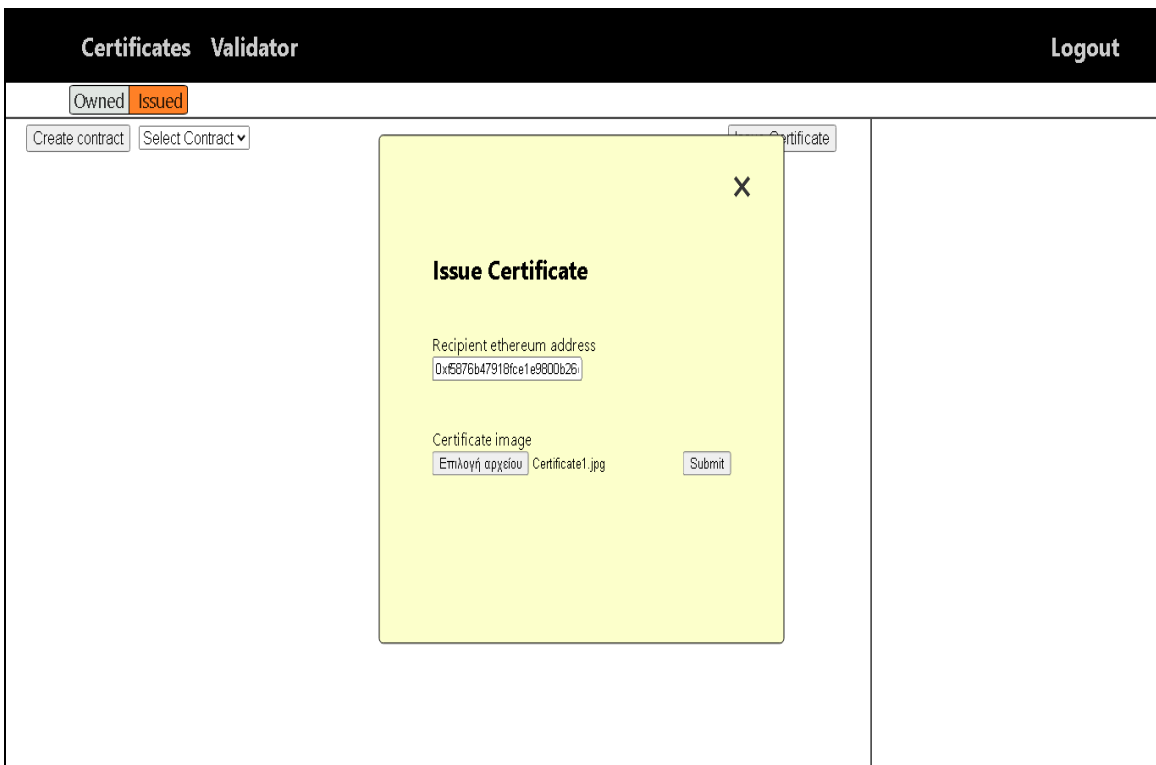 Certificates Validator Logout
Owned Issued
Create contract Select Contract Certificate
Issue Certificate
Recipient ethereum address
0xf5876b47918fce1e9800b26
Certificate image
Επιλογή αρχείου Certificate1.jpg Submit